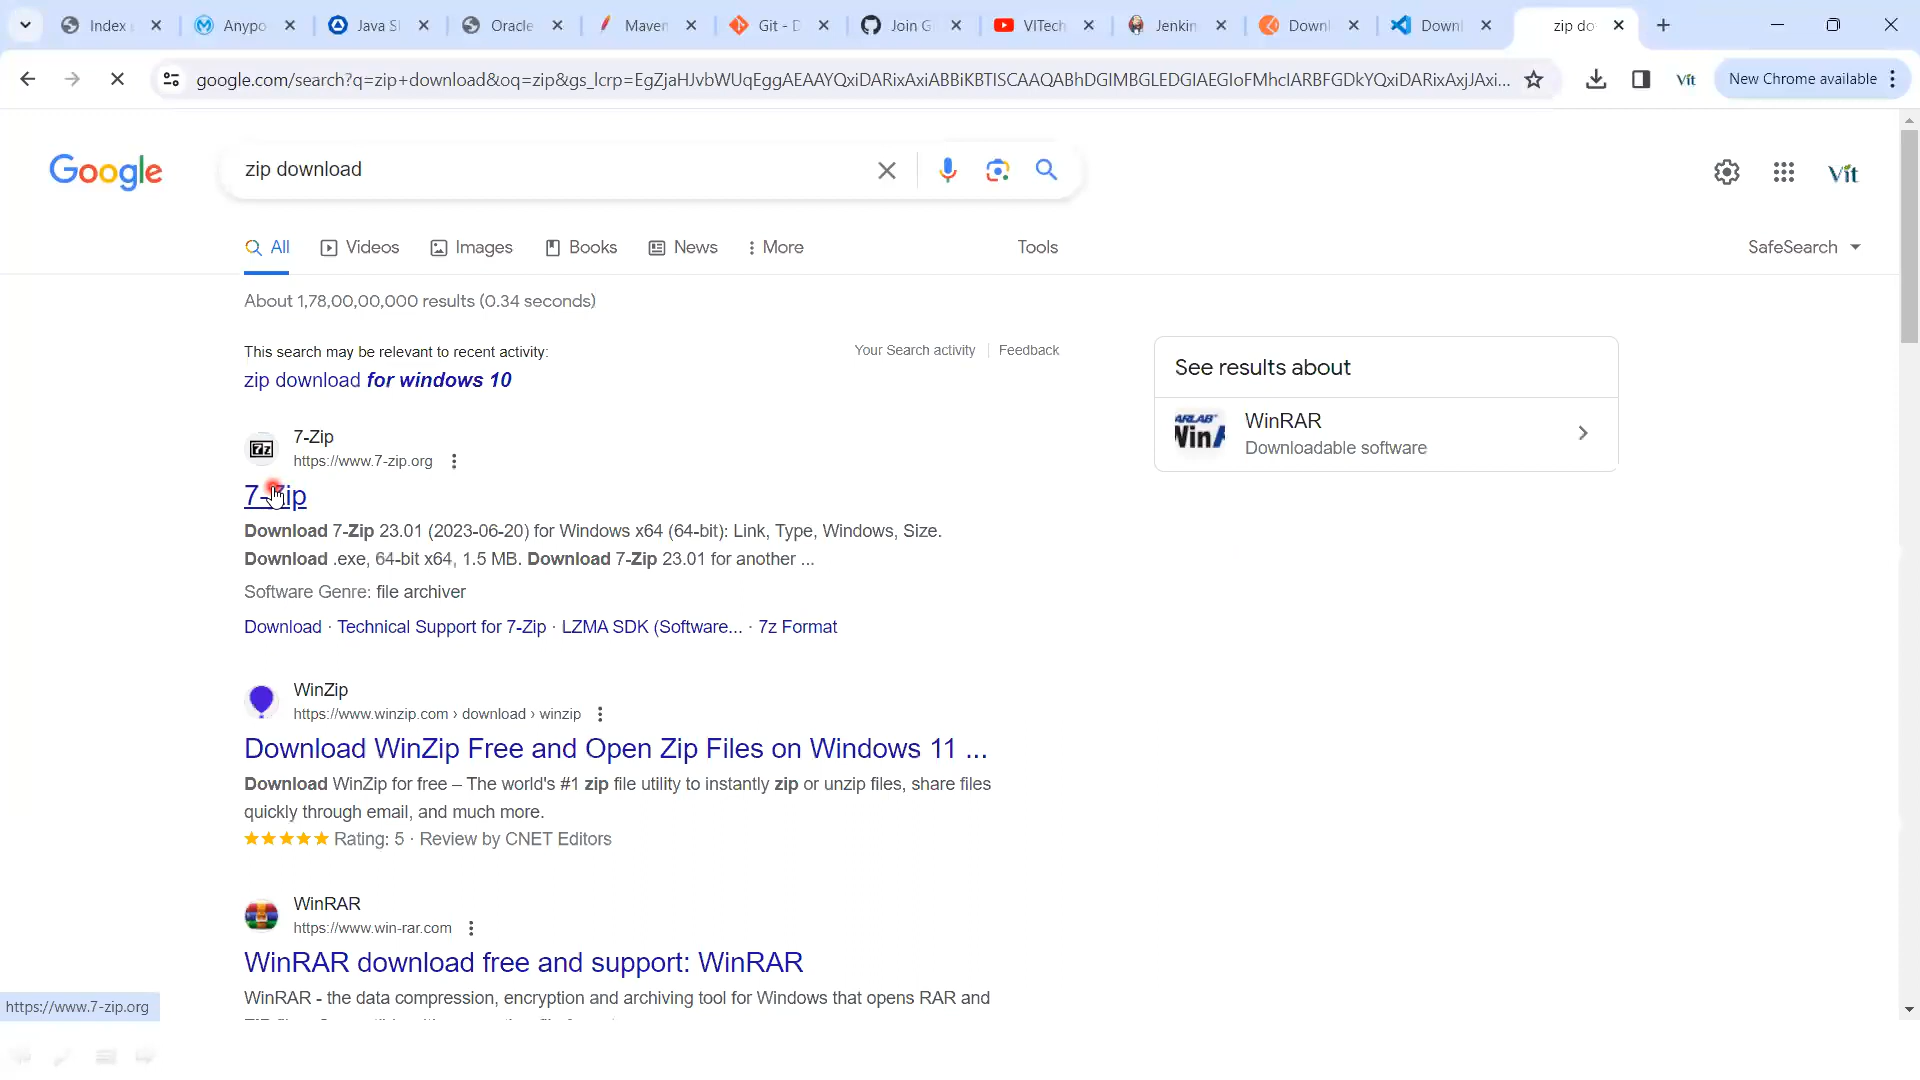 Index
Anypo
Java S
Oracle
Maven
Git - D
Join G
VITech
Jenkin
Downl
Downl
zip do
google.com/search?q=zip+download&oq=zip&gs_lcrp=EgZjaHJvbWUqEggAEAAYQxiDARixAxiABBiKBTISCAAQABhDGIMBGLEDGIAEGIoFMhcIARBFGDkYQxiDARixAxjJAxi...
Vit
New Chrome available
Google
zip download
Vit
All
Videos
Images
Books
News
More
Tools
SafeSearch
About 1,78,00,00,000 results (0.34 seconds)
This search may be relevant to recent activity:
Your Search activity
Feedback
zip download for windows 10
See results about
WinRAR
Downloadable software
7-Zip
https://www.7-zip.org
7-Zip
Download 7-Zip 23.01 (2023-06-20) for Windows x64 (64-bit): Link, Type, Windows, Size.
Download .exe, 64-bit x64, 1.5 MB. Download 7-Zip 23.01 for another ...
Software Genre: file archiver
Download · Technical Support for 7-Zip · LZMA SDK (Software... · 7z Format
WinZip
https://www.winzip.com › download › winzip
Download WinZip Free and Open Zip Files on Windows 11 ...
Download WinZip for free – The world's #1 zip file utility to instantly zip or unzip files, share files
quickly through email, and much more.
Rating: 5 · Review by CNET Editors
WinRAR
https://www.win-rar.com
WinRAR download free and support: WinRAR
WinRAR - the data compression, encryption and archiving tool for Windows that opens RAR and
https://www.7-zip.org